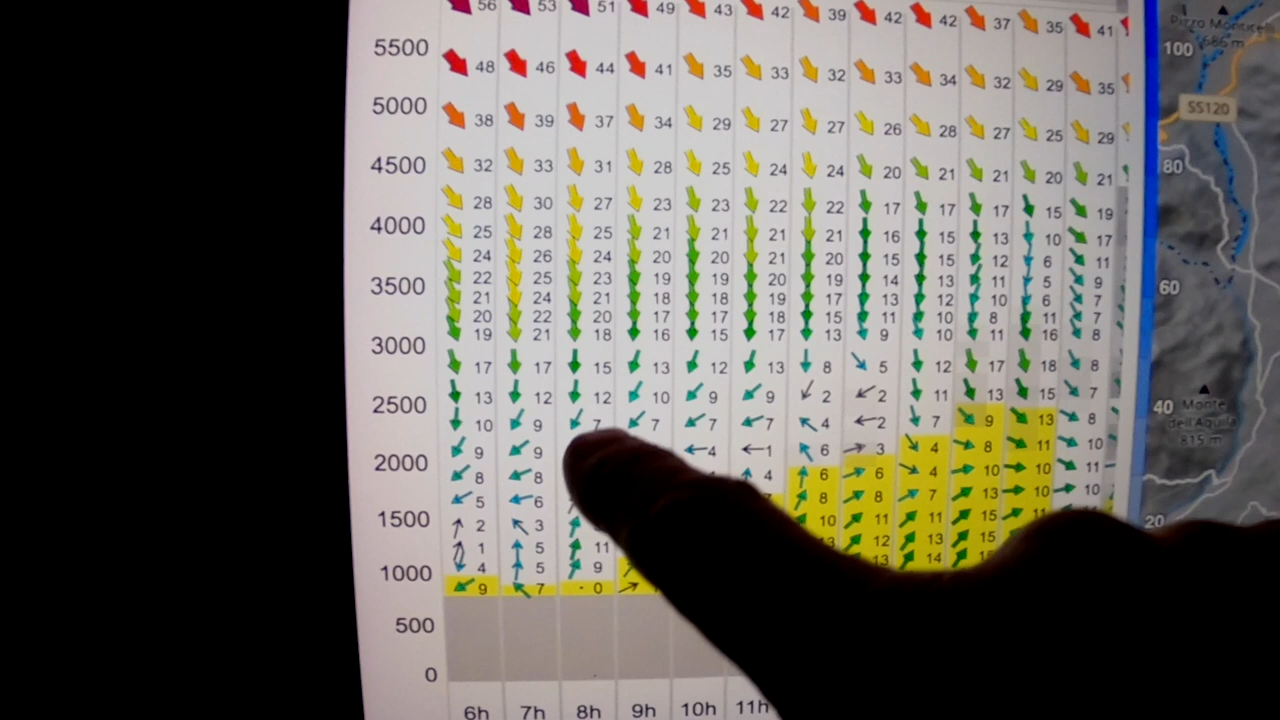 56 53 51 49 43 42 39 42 42 37 35 41
5500
48 46 44 41 35 33 32 33 34 32 29 35
5000
38 39 37 34 29 27 27 26 28 27 25 29
4500
32 33 31 28 25 24 24 20 21 21 20 21
28 30 27 23 23 22 22 17 17 17 15 19
4000
25 28 25 21 21 21 21 16 15 13 10 17
24 26 24 20 20 21 20 15 15 12 6 11
3500
22 25 23 19 19 20 19 14 13 11 5 9
21 24 21 18 18 19 17 13 12 10 6 7
20 22 20 17 17 18 15 11 10 8 11 7
19 21 18 16 15 17 13 9 10 11 16 8
3000
17 17 15 13 12 13 8 5 12 17 18 8
13 12 12 10 9 9 2 2 11 13 15 7
2500
10 9 7 7 7 7 4 2 7 9 13 8
9 9 4 1 6 3 4 8 11 10
2000
8 8 4 6 6 4 10 10 11
5 6 8 8 7 13 10 10
1500
2 3 10 11 11 15 11
1 5 11 13 12 13 15
4 5 9 13 14
1000
9 7 0
500
0
6h 7h 8h 9h 10h 11h
Pizzo Monticelli
686 m
100
SS120
80
60
40
Monte
dell'Aquila
815 m
20